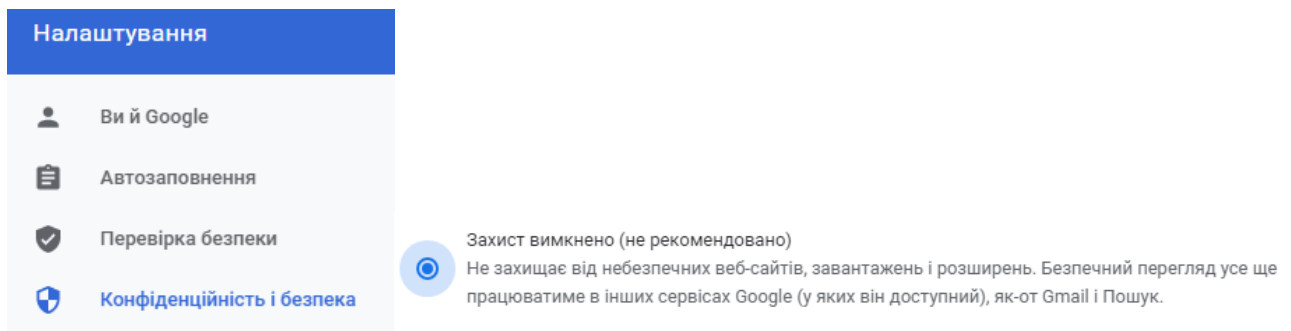 Налаштування
Ви й Google
Автозаповнення
Перевірка безпеки
Конфіденційність і безпека
Захист вимкнено (не рекомендовано)
Не захищає від небезпечних веб-сайтів, завантажень і розширень. Безпечний перегляд усе ще
працюватиме в інших сервісах Google (у яких він доступний), як-от Gmail і Пошук.